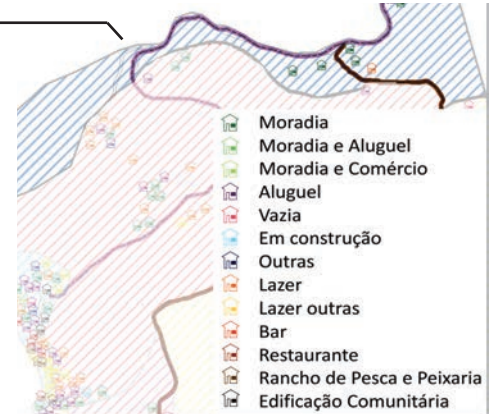 Moradia
Moradia e Aluguel
Moradia e Comércio
Aluguel
Vazia
Em construção
Outras
Lazer
Lazer outras
Bar
Restaurante
Rancho de Pesca e Peixaria
Edificação Comunitária